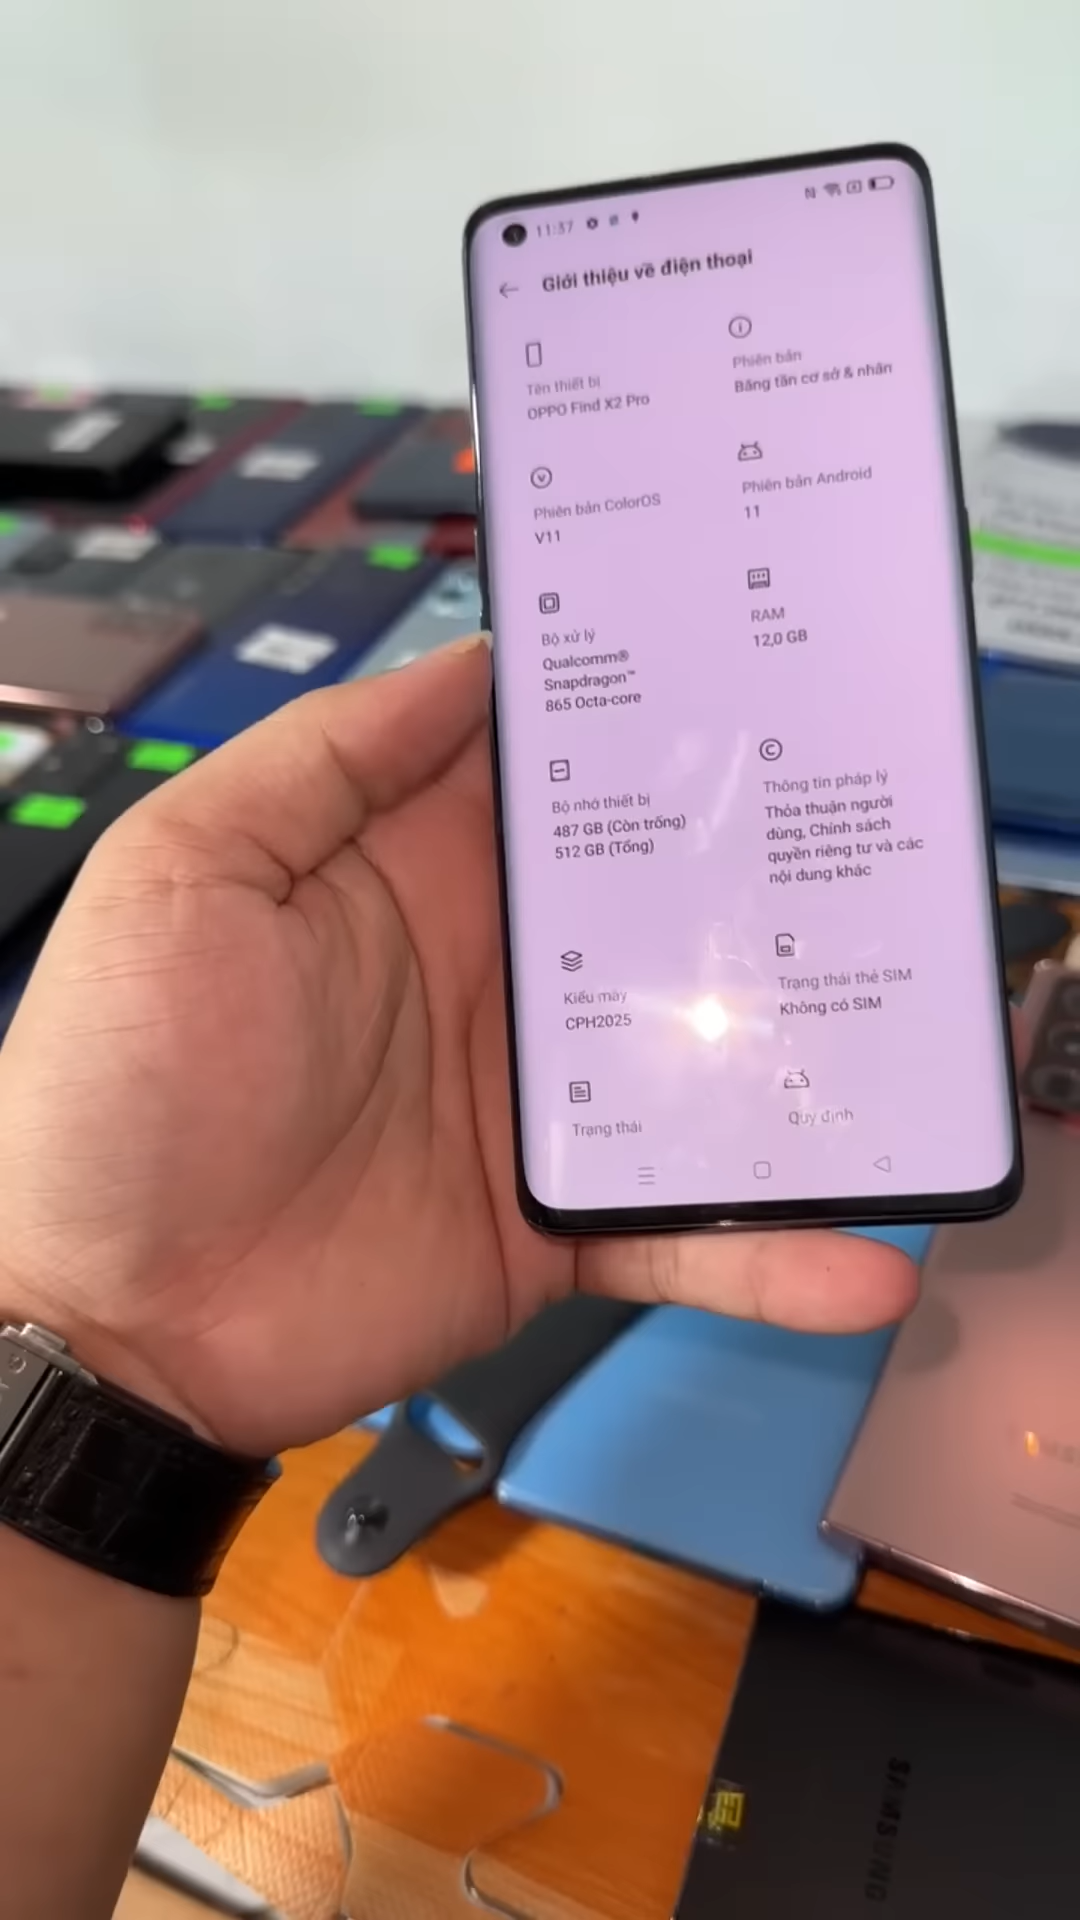 11:37
Giới thiệu về điện thoại
Tên thiết bị
OPPO Find X2 Pro
Phiên bản
Băng tần cơ sở & nhân
Phiên bản ColorOS
V11
Phiên bản Android
11
Bộ xử lý
Qualcomm®
Snapdragon™
865 Octa-core
RAM
12,0 GB
Bộ nhớ thiết bị
487 GB (Còn trống)
512 GB (Tổng)
Thông tin pháp lý
Thỏa thuận người
dùng, Chính sách
quyền riêng tư và các
nội dung khác
Kiểu máy
CPH2025
Trạng thái thẻ SIM
Không có SIM
Trạng thái
Quy định
SAMSUNG